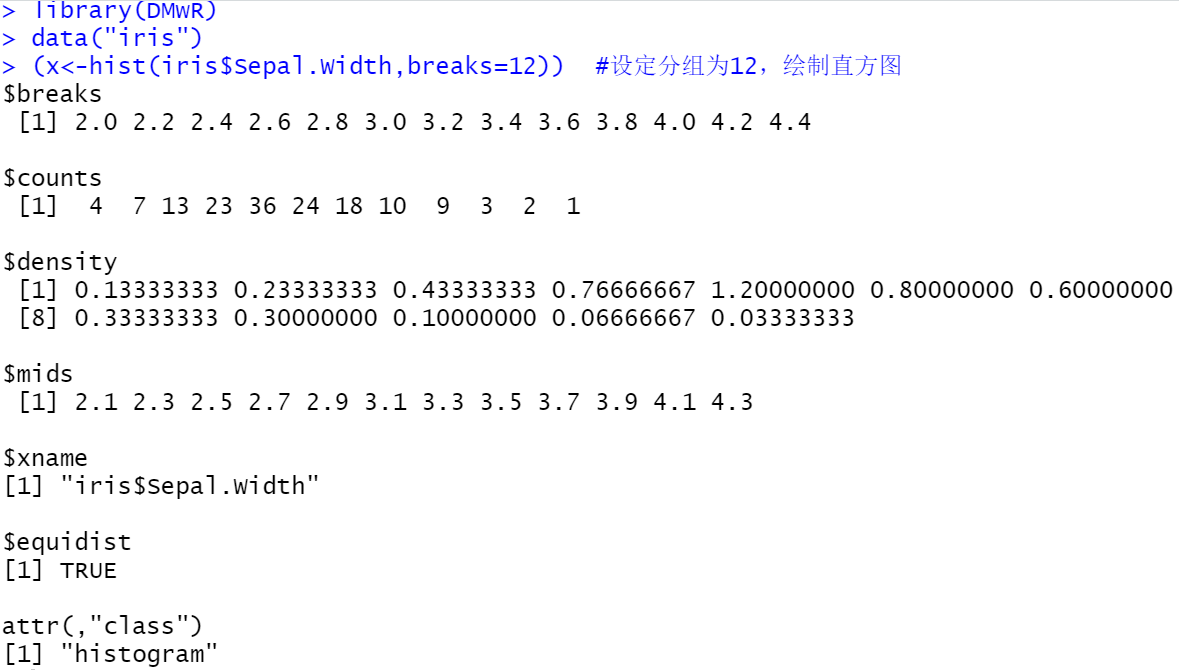 > library(DMwR)
> data("iris")
> (x<-hist(iris$Sepal.Width,breaks=12))  #设定分组为12，绘制直方图
$breaks
 [1] 2.0 2.2 2.4 2.6 2.8 3.0 3.2 3.4 3.6 3.8 4.0 4.2 4.4
$counts
 [1]  4  7 13 23 36 24 18 10  9  3  2  1
$density
 [1] 0.13333333 0.23333333 0.43333333 0.76666667 1.20000000 0.80000000 0.60000000
 [8] 0.33333333 0.30000000 0.10000000 0.06666667 0.03333333
$mids
 [1] 2.1 2.3 2.5 2.7 2.9 3.1 3.3 3.5 3.7 3.9 4.1 4.3
$xname
[1] "iris$Sepal.Width"
$equidist
[1] TRUE
attr(,"class")
[1] "histogram"